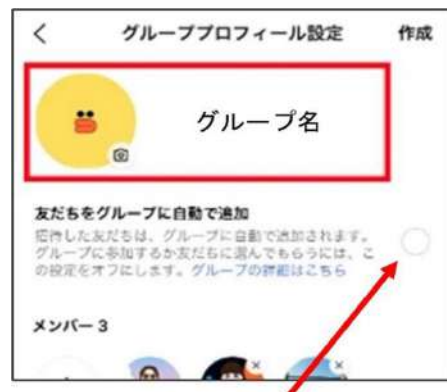 グループプロフィール設定
作成
グループ名
友だちをグループに自動で追加
招待した友だちは、グループに自動で追加されます。
グループに参加するか友だちに選んでもらうには、こ
の設定をオフにします。グループの詳細はこちら
メンバー 3